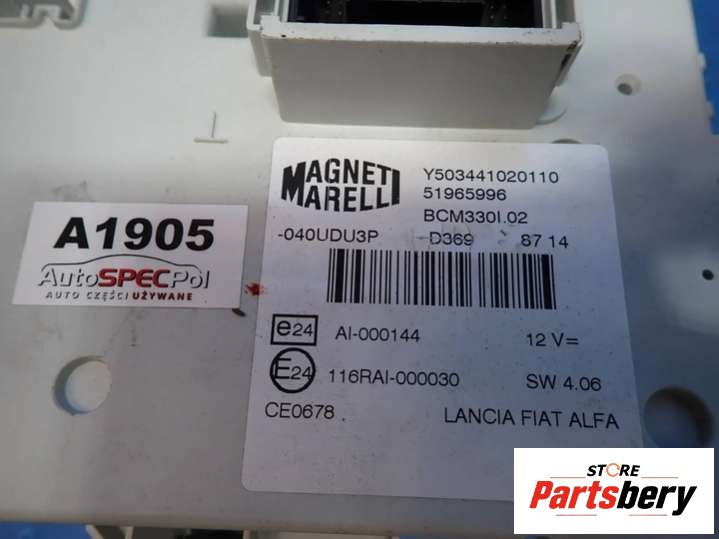 MAGNETI
MARELLI
Y503441020110
51965996
BCM330I.02
-040UDU3P
-D369
87 14
A1905
AutoSPECPol
AUTO CZĘŚCI UŻYWANE
e24
AI-000144
12 V=
E24
116RAI-000030
SW 4.06
CE0678
LANCIA FIAT ALFA
STORE
Partsbery